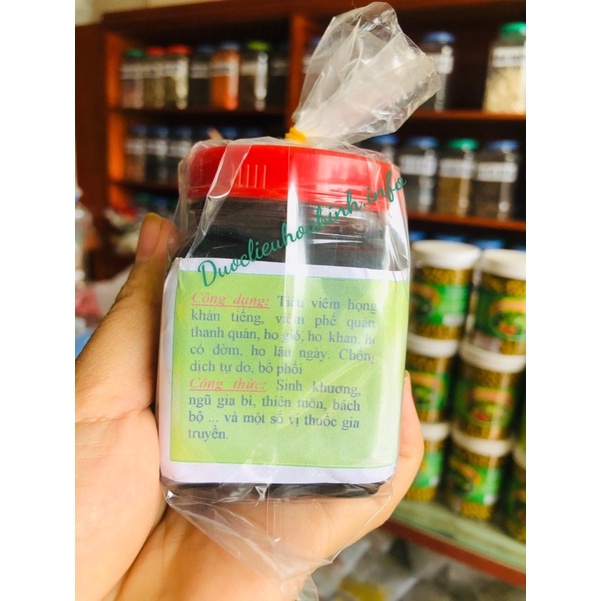 Duoclieuhoabinh.info
Công dụng: Tiêu viêm họng
khản tiếng, viêm phế quản
thanh quản, ho gió, ho khan, h
có đờm, ho lâu ngày. Chống
dịch tự do, bổ phổi
Công thức: Sinh khương,
ngũ gia bì, thiên môn, bách
bộ ... và một số vị thuốc gia
truyền.